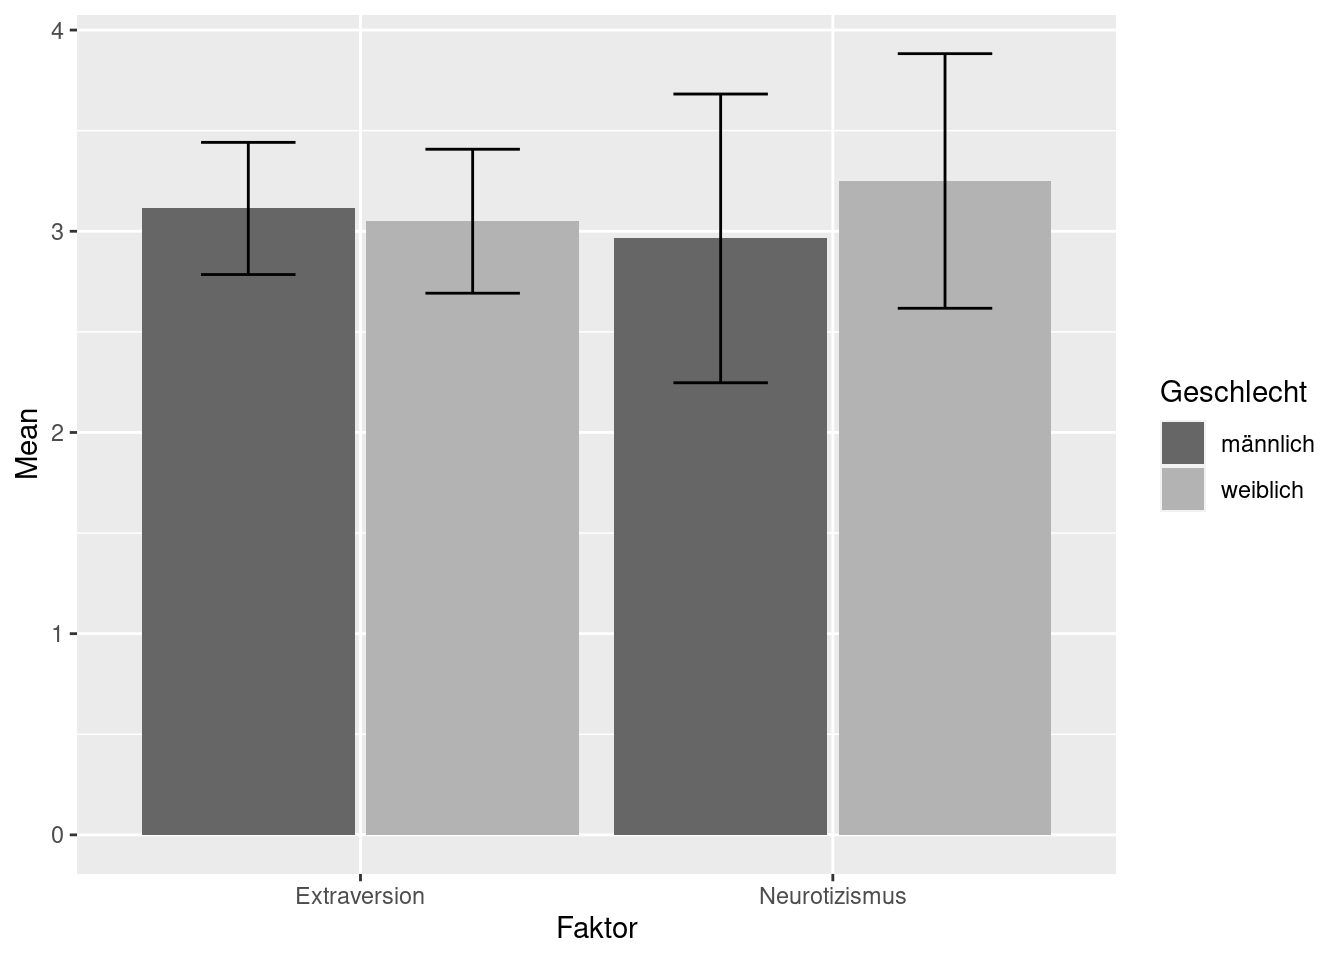 4
3
2
1
0
Mean
Extraversion
Neurotizismus
Faktor
Geschlecht
männlich
weiblich